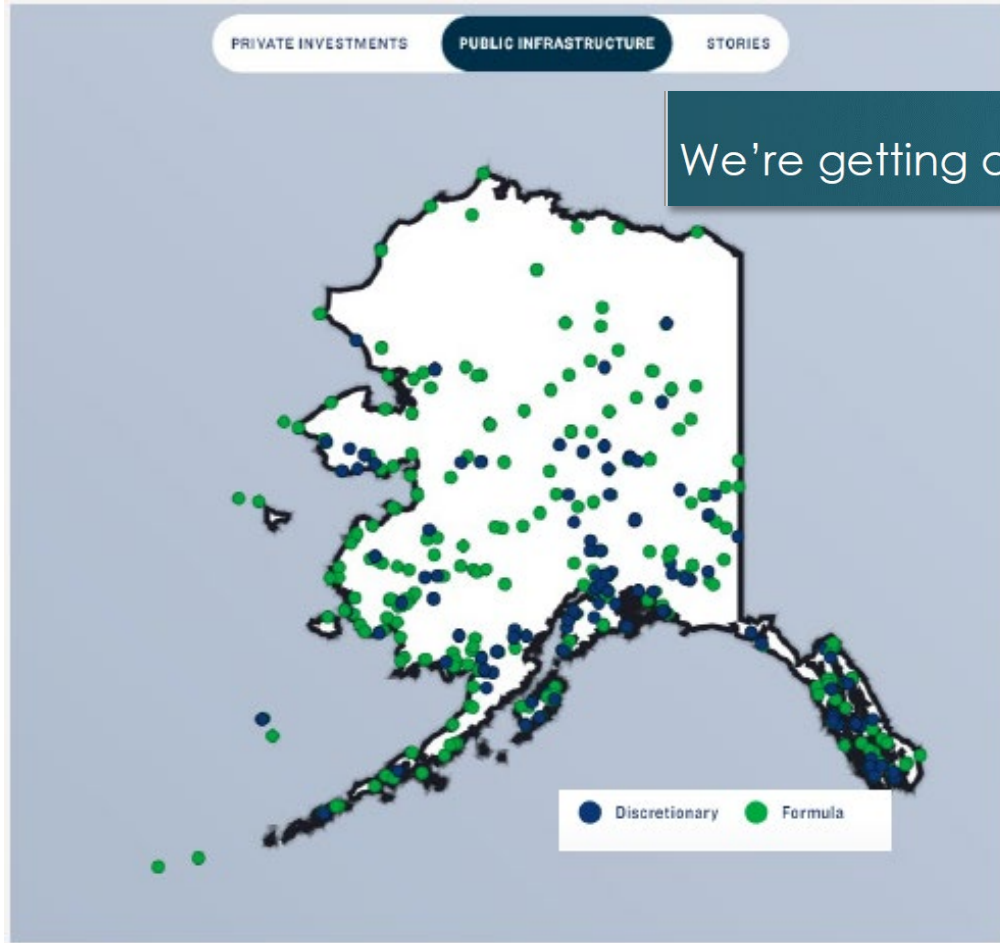 PRIVATE INVESTMENTS PUBLIC INFRASTRUCTURE STORIES
We're getting
Discretionary Formula